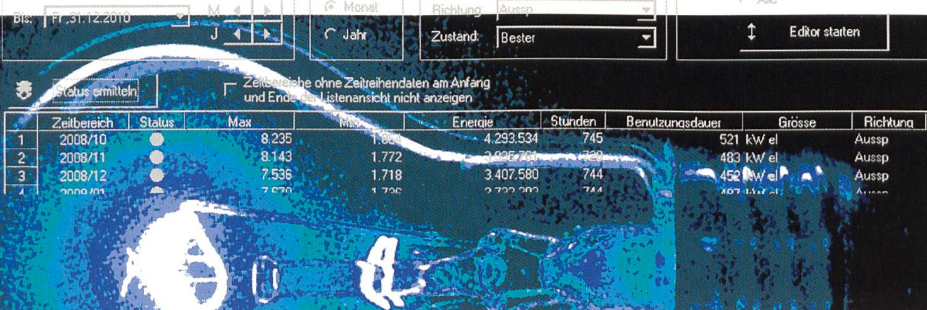 Bis: Fr ,31.12.2010 M Monat Richtung: Aussp
J Jahr Zustand: Bester Editor starten
Status ermitteln Zeitbereiche ohne Zeitreihendaten am Anfang
und Ende der Listenansicht nicht anzeigen
Zeitbereich Status Max Energie Stunden Benutzungsdauer Grösse Richtung
1 2008/10 8.235 4.293.534 745 521 kW el Aussp
2 2008/11 8.143 1.772 483 kW el Aussp
3 2008/12 7.536 1.718 3.407.580 744 452 kW el Aussp